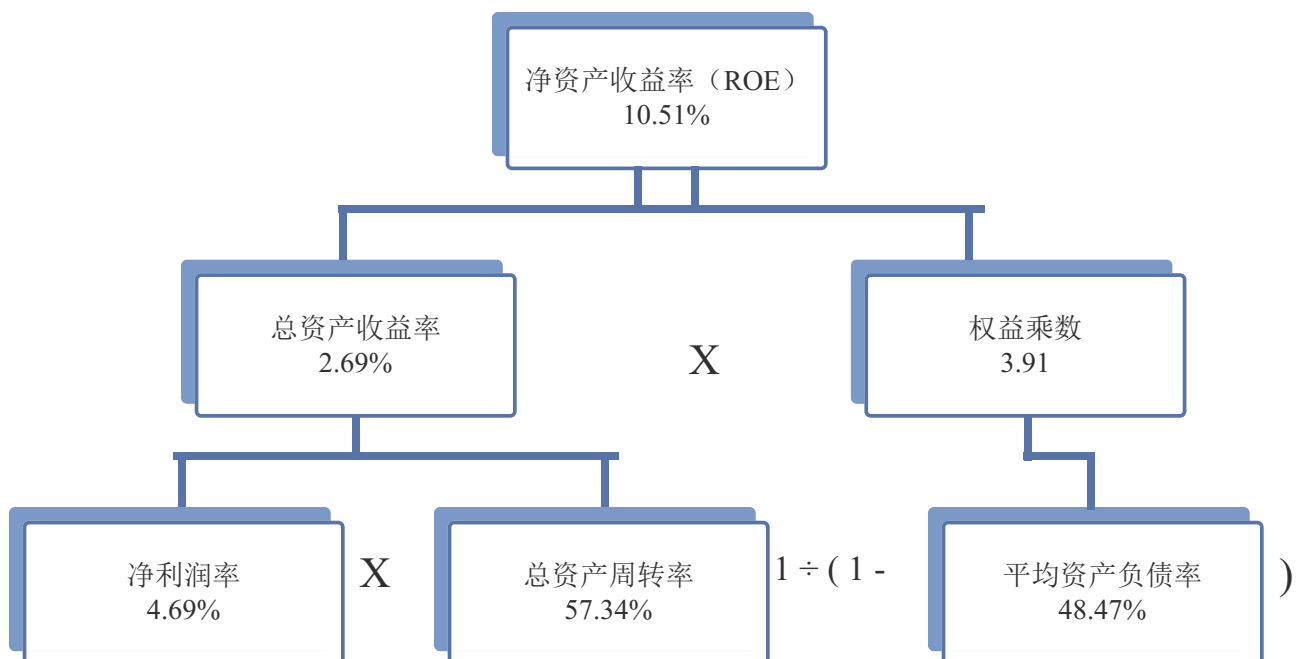 净资产收益率（ROE）
10.51%
总资产收益率
2.69%
X
权益乘数
3.91
净利润率
4.69%
X
总资产周转率
57.34%
1 ÷ ( 1 -
平均资产负债率
48.47%
)